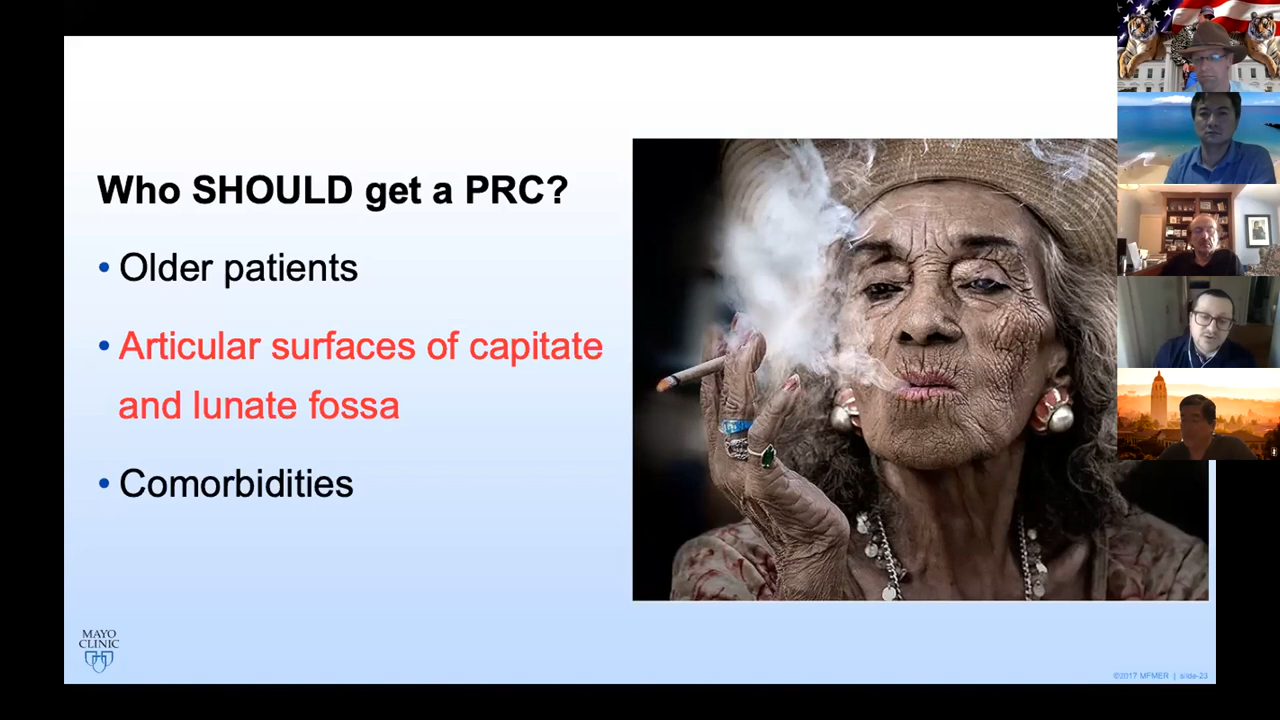 Who SHOULD get a PRC?
• Older patients
• Articular surfaces of capitate
and lunate fossa
• Comorbidities
MAYO
CLINIC
©2017 MFMER | slide-23